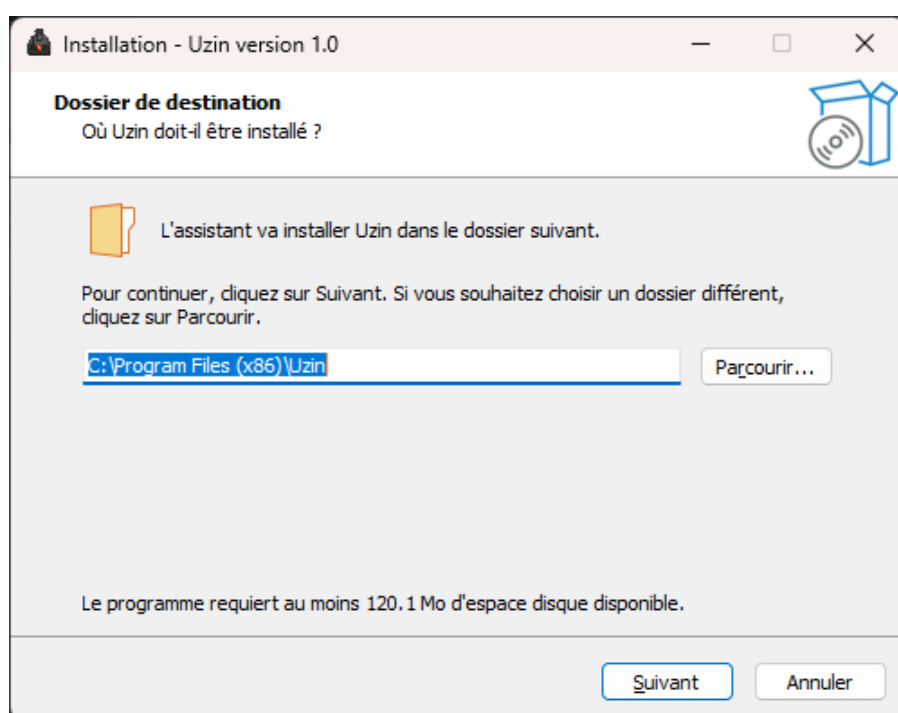 Installation - Uzin version 1.0
Dossier de destination
Où Uzin doit-il être installé ?
L'assistant va installer Uzin dans le dossier suivant.
Pour continuer, cliquez sur Suivant. Si vous souhaitez choisir un dossier différent,
cliquez sur Parcourir.
C:\Program Files (x86)\Uzin
Parcourir...
Le programme requiert au moins 120.1 Mo d'espace disque disponible.
Suivant
Annuler